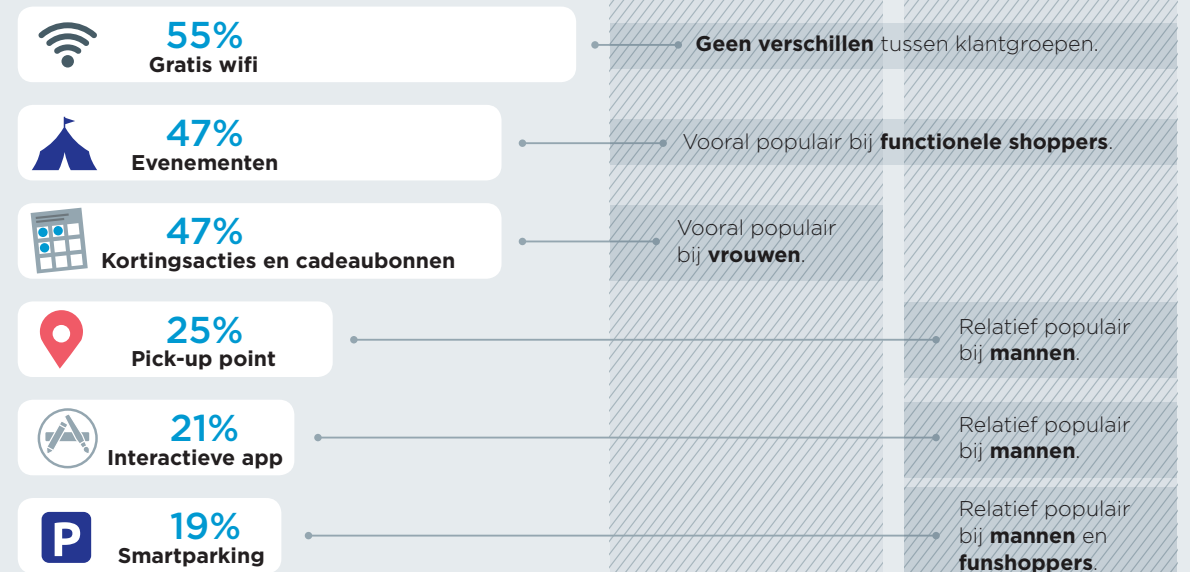 55%
Gratis wifi
Geen verschillen tussen klantgroepen.
47%
Evenementen
Vooral populair bij functionele shoppers.
47%
Kortingsacties en cadeaubonnen
Vooral populair
bij vrouwen.
25%
Pick-up point
Relatief populair
bij mannen.
21%
Interactieve app
Relatief populair
bij mannen.
P
19%
Smartparking
Relatief populair
bij mannen en
funshoppers.